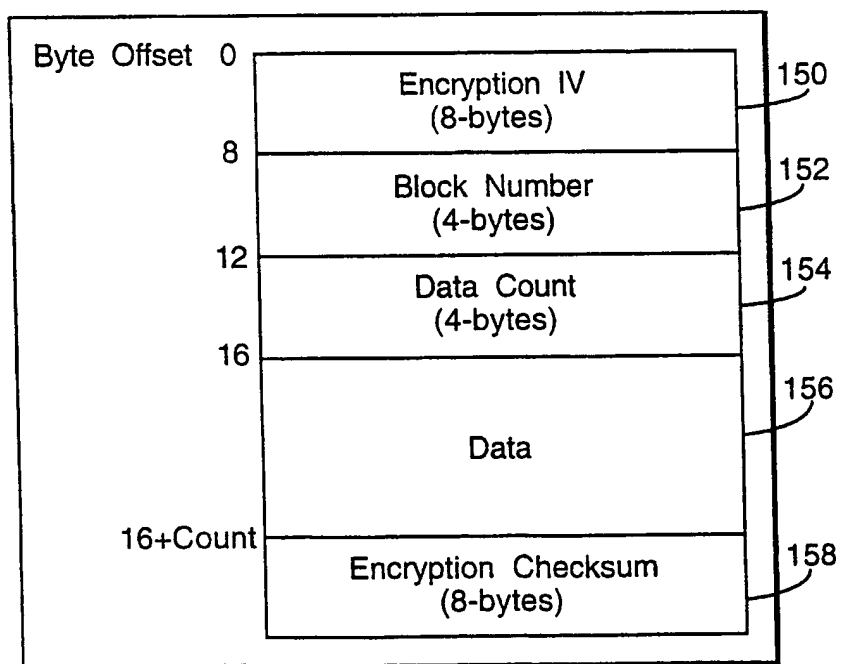 Byte Offset 0
Encryption IV
(8-bytes)
150
8
Block Number
(4-bytes)
152
12
Data Count
(4-bytes)
154
16
Data
156
16+Count
Encryption Checksum
(8-bytes)
158